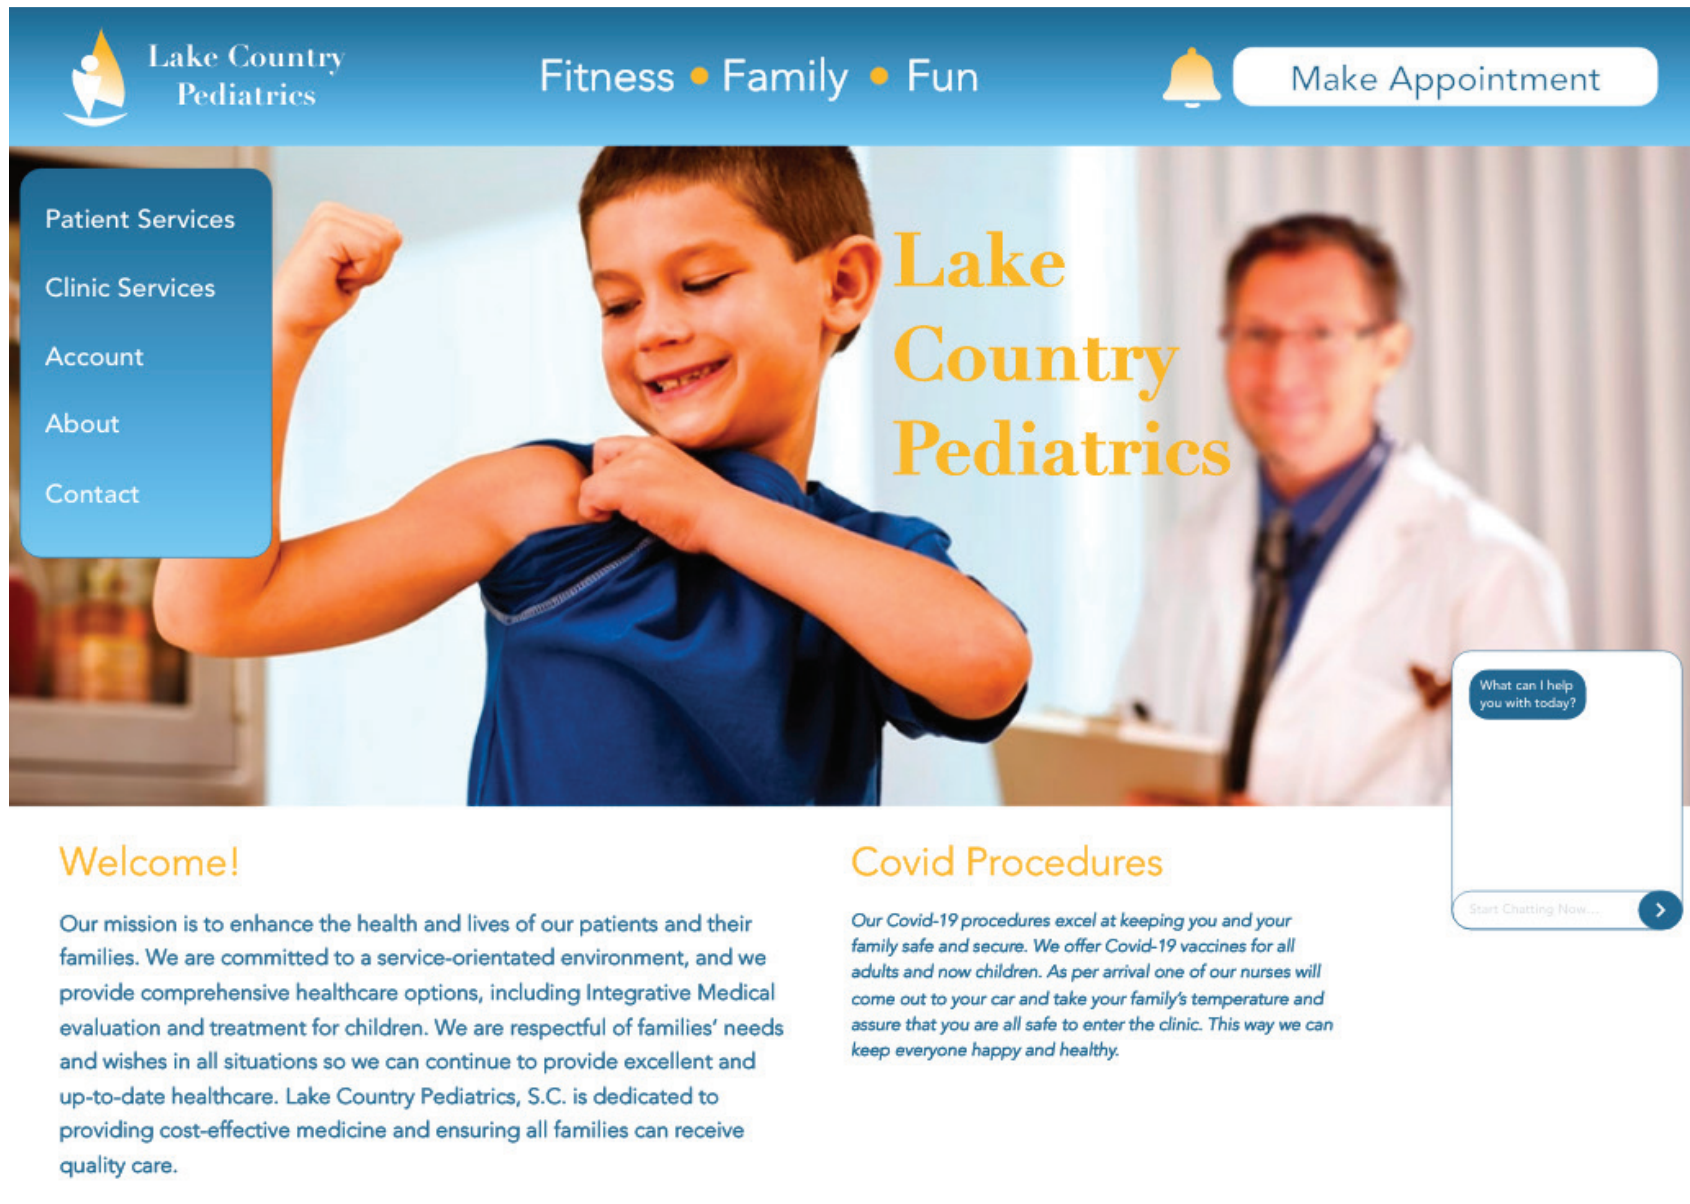 Lake Country
Pediatrics
Fitness • Family • Fun
Make Appointment
Patient Services
Clinic Services
Account
About
Contact
Lake
Country
Pediatrics
What can I help
you with today?
Start Chatting Now...
Welcome!
Our mission is to enhance the health and lives of our patients and their
families. We are committed to a service-orientated environment, and we
provide comprehensive healthcare options, including Integrative Medical
evaluation and treatment for children. We are respectful of families’ needs
and wishes in all situations so we can continue to provide excellent and
up-to-date healthcare. Lake Country Pediatrics, S.C. is dedicated to
providing cost-effective medicine and ensuring all families can receive
quality care.
Covid Procedures
Our Covid-19 procedures excel at keeping you and your
family safe and secure. We offer Covid-19 vaccines for all
adults and now children. As per arrival one of our nurses will
come out to your car and take your family’s temperature and
assure that you are all safe to enter the clinic. This way we can
keep everyone happy and healthy.